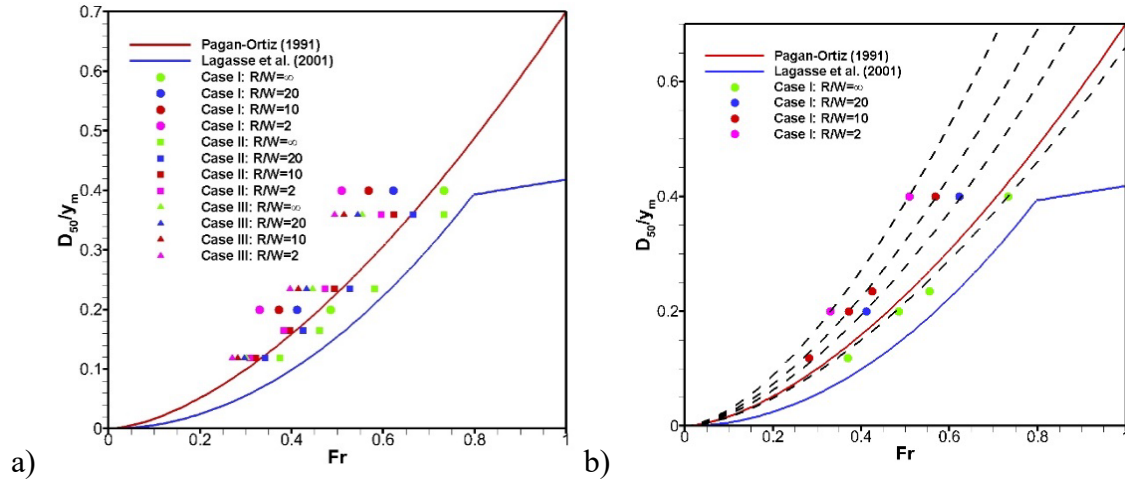 0.7
0.6
0.5
0.4
0.3
0.2
0.1
0
D50/ym
Pagan-Ortiz (1991)
Lagasse et al. (2001)
Case I: R/W=∞
Case I: R/W=20
Case I: R/W=10
Case I: R/W=2
Case II: R/W=∞
Case II: R/W=20
Case II: R/W=10
Case II: R/W=2
Case III: R/W=∞
Case III: R/W=20
Case III: R/W=10
Case III: R/W=2
0 0.2 0.4 0.6 0.8 1
Fr
a)
0.6
0.4
0.2
0
D50/ym
Pagan-Ortiz (1991)
Lagasse et al. (2001)
Case I: R/W=∞
Case I: R/W=20
Case I: R/W=10
Case I: R/W=2
0 0.2 0.4 0.6 0.8 1
Fr
b)